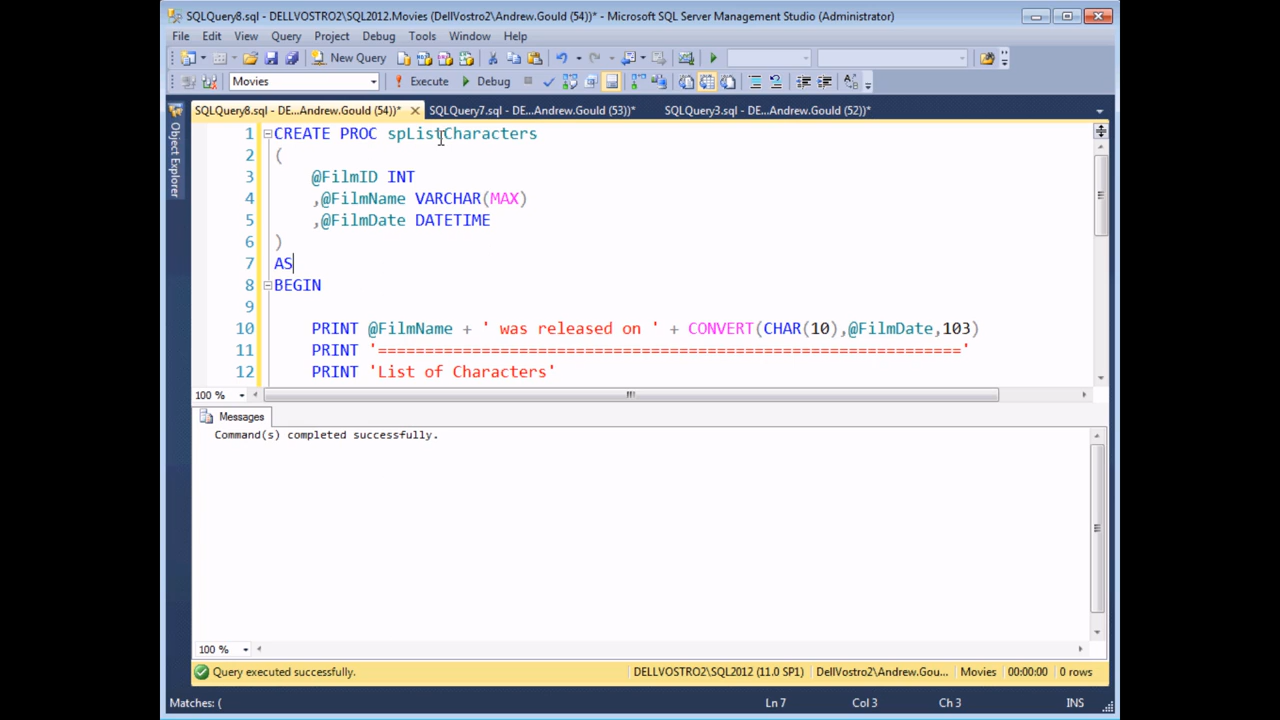 SQLQuery8.sql - DELLVOSTRO2\SQL2012.Movies (DellVostro2\Andrew.Gould (54))* - Microsoft SQL Server Management Studio (Administrator)
File Edit View Query Project Debug Tools Window Help
New Query
Movies Execute Debug
SQLQuery8.sql - DE...Andrew.Gould (54))* SQLQuery7.sql - DE...Andrew.Gould (53))* SQLQuery3.sql - DE...Andrew.Gould (52))*
Object Explorer
1 CREATE PROC spListCharacters
2 (
3 @FilmID INT
4 ,@FilmName VARCHAR(MAX)
5 ,@FilmDate DATETIME
6 )
7 AS
8 BEGIN
9
10 PRINT @FilmName + ' was released on ' + CONVERT(CHAR(10),@FilmDate,103)
11 PRINT '=============================================================='
12 PRINT 'List of Characters'
100 %
Messages
Command(s) completed successfully.
100 %
Query executed successfully. DELLVOSTRO2\SQL2012 (11.0 SP1) DellVostro2\Andrew.Gou... Movies 00:00:00 0 rows
Matches: ( Ln 7 Col 3 Ch 3 INS